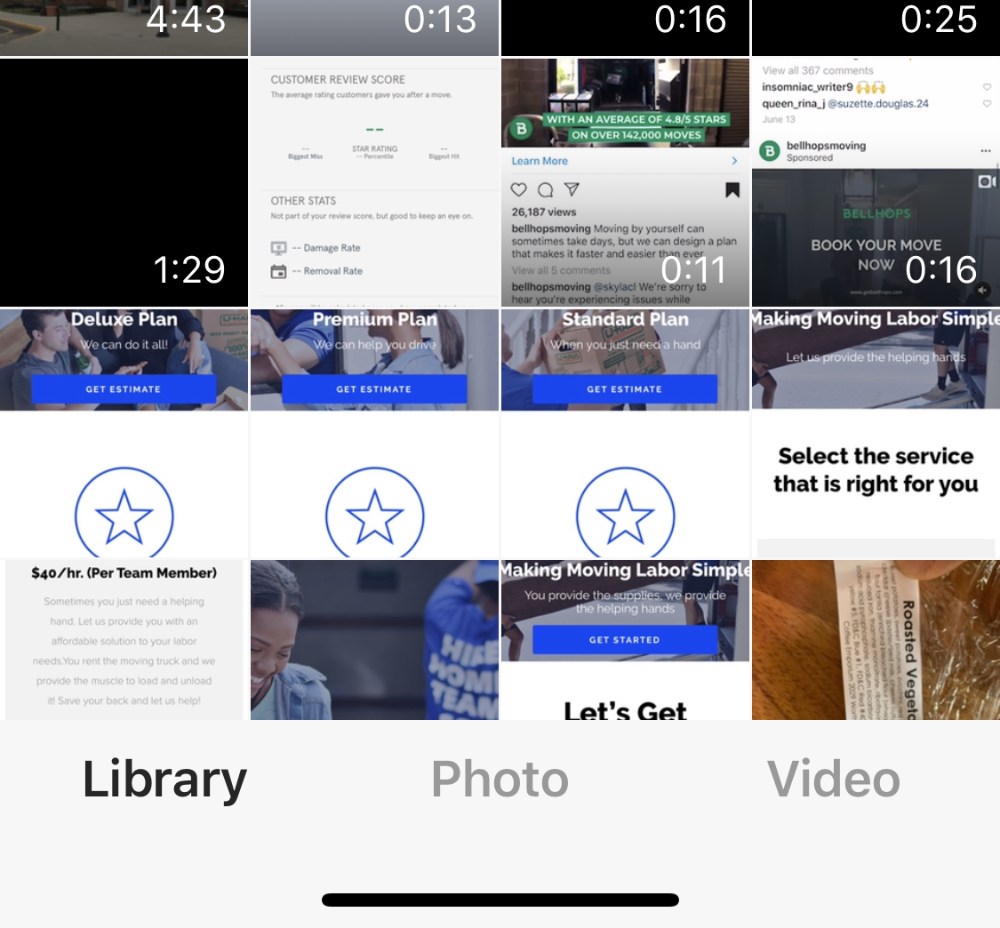 4:43
0:13
0:16
0:25
1:29
CUSTOMER REVIEW SCORE
The average rating customers gave you after a move.
--
--
Biggest Miss
STAR RATING
-- Percentile
--
Biggest Hit
OTHER STATS
Not part of your review score, but good to keep an eye on.
-- Damage Rate
-- Removal Rate
B
WITH AN AVERAGE OF 4.8/5 STARS
ON OVER 142,000 MOVES
Learn More
26,187 views
bellhopsmoving Moving by yourself can
sometimes take days, but we can design a plan
that makes it faster and easier than ever
View all 5 comments
bellhopsmoving @skylacl We're sorry to
hear you're experiencing issues while
0:11
View all 367 comments
insomniac_writer9 🙌🙌
queen_rina_j @suzette.douglas.24
June 13
B
bellhopsmoving
Sponsored
...
BELLHOPS
BOOK YOUR MOVE
NOW
www.getbellhops.com
0:16
Deluxe Plan
We can do it all!
U-HAUL
GET ESTIMATE
Premium Plan
We can help you drive
GET ESTIMATE
Standard Plan
When you just need a hand
GET ESTIMATE
Making Moving Labor Simple
Let us provide the helping hands
Select the service
that is right for you
$40/hr. (Per Team Member)
Sometimes you just need a helping
hand. Let us provide you with an
affordable solution to your labor
needs.You rent the moving truck and we
provide the muscle to load and unload
it! Save your back and let us help!
HIRE
HOME
TEAM
Making Moving Labor Simple
You provide the supplies, we provide
the helping hands
GET STARTED
Let's Get
Roasted
Library
Photo
Video